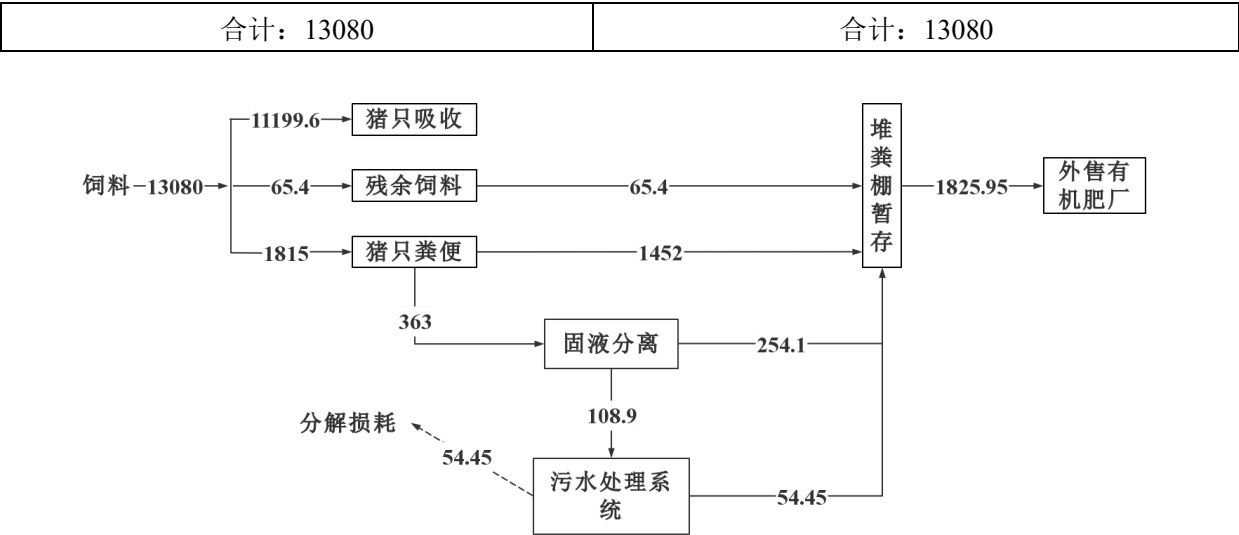 合计：13080
合计：13080
11199.6
猪只吸收
饲料
13080
65.4
残余饲料
65.4
1815
猪只粪便
1452
堆
粪
棚
暂
存
1825.95
外售有
机肥厂
363
固液分离
254.1
108.9
分解损耗
54.45
污水处理系
统
54.45